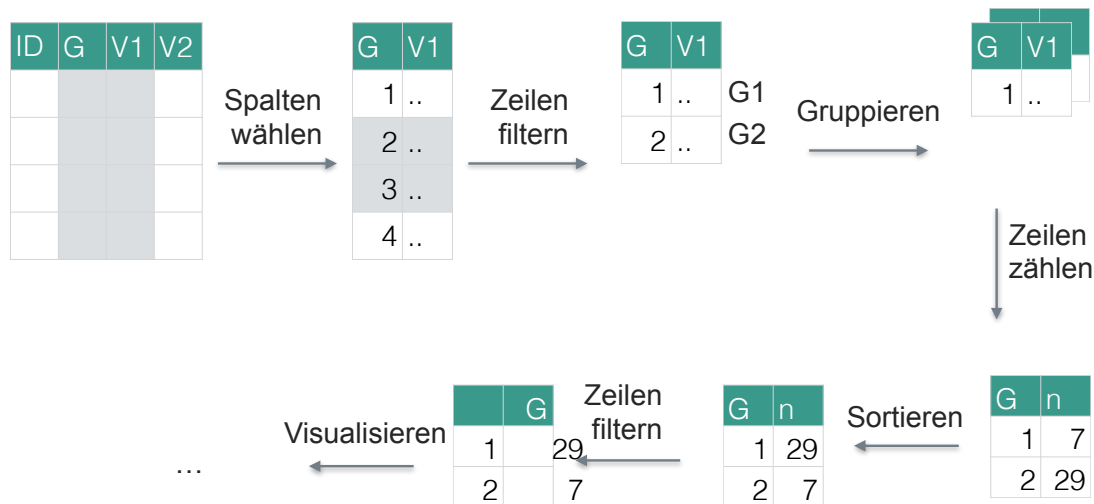 ID G V1 V2
Spalten
wählen
G V1
1 ..
2 ..
3 ..
4 ..
Zeilen
filtern
G V1
1 .. G1
2 .. G2
Gruppieren
G V1
1 ..
Zeilen
zählen
G n
1 7
2 29
Sortieren
G n
1 29
2 7
Zeilen
filtern
G
1 29
2 7
Visualisieren
…